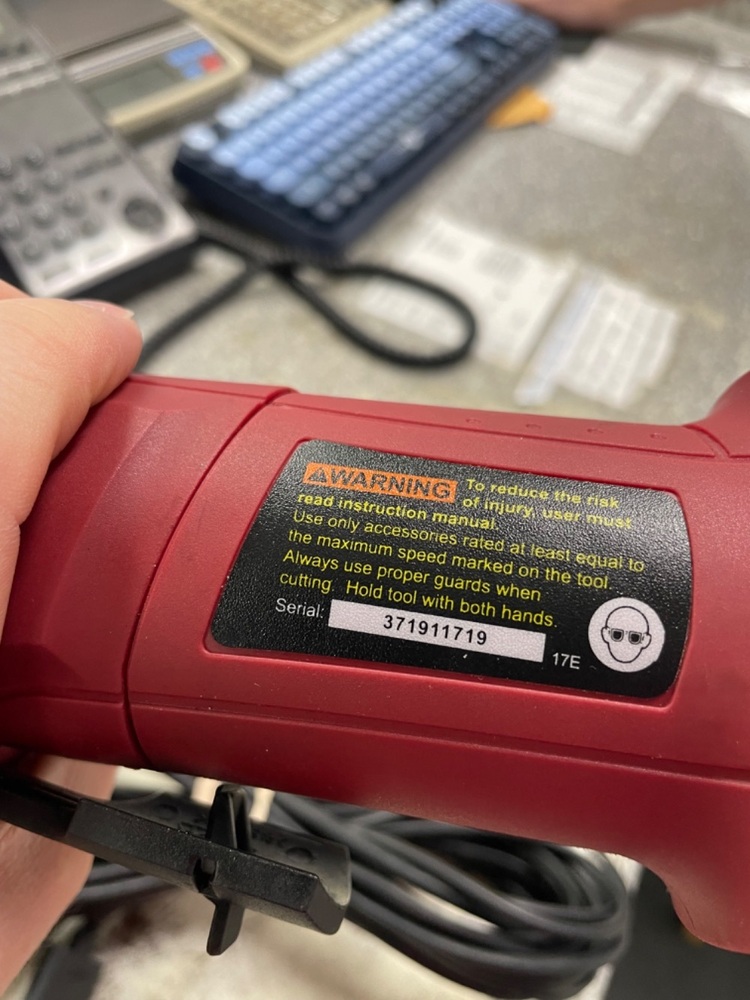 WARNING To reduce the risk
of injury, user must
read instruction manual.
Use only accessories rated at least equal to
the maximum speed marked on the tool.
Always use proper guards when
cutting. Hold tool with both hands.
Serial: 371911719
17E